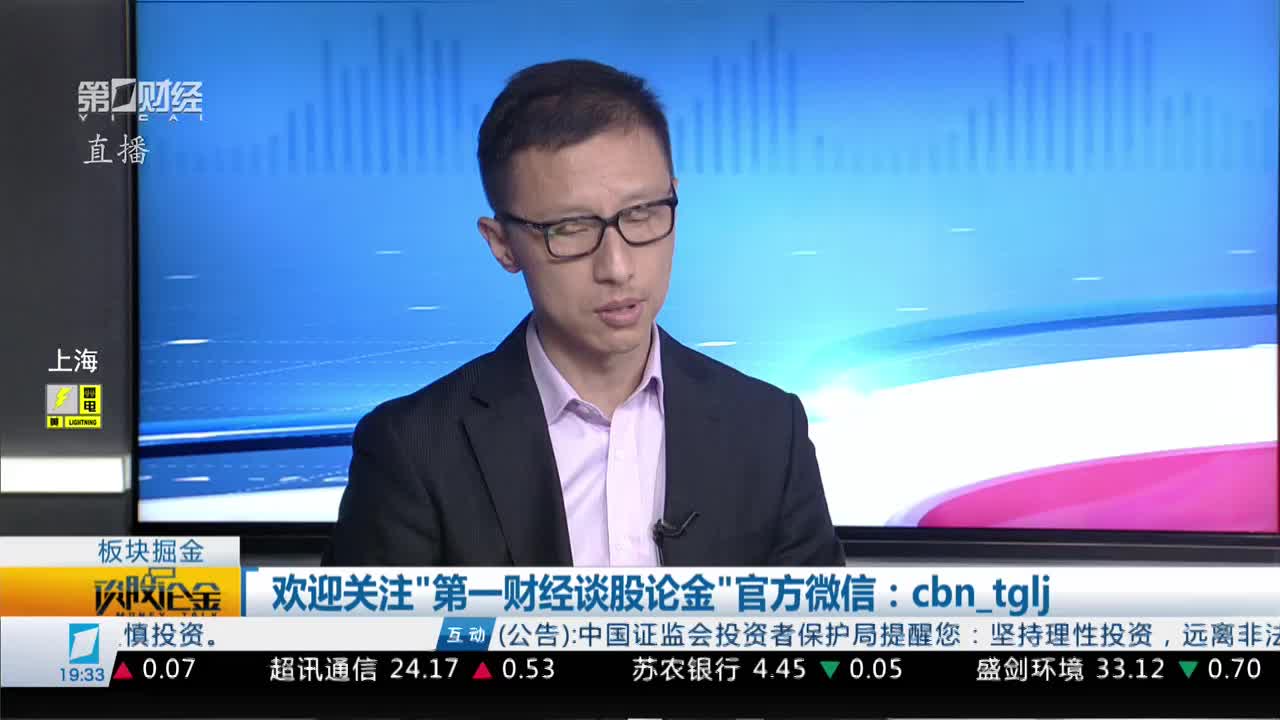 第一财经
YICAI
直播
上海
雷电
黄 LIGHTNING
板块掘金
谈股论金
MONEY TALK
欢迎关注"第一财经谈股论金"官方微信：cbn_tglj
慎投资。 互动 (公告):中国证监会投资者保护局提醒您：坚持理性投资，远离非法
19:33 ▲ 0.07 超讯通信 24.17 ▲ 0.53 苏农银行 4.45 ▼ 0.05 盛剑环境 33.12 ▼ 0.70